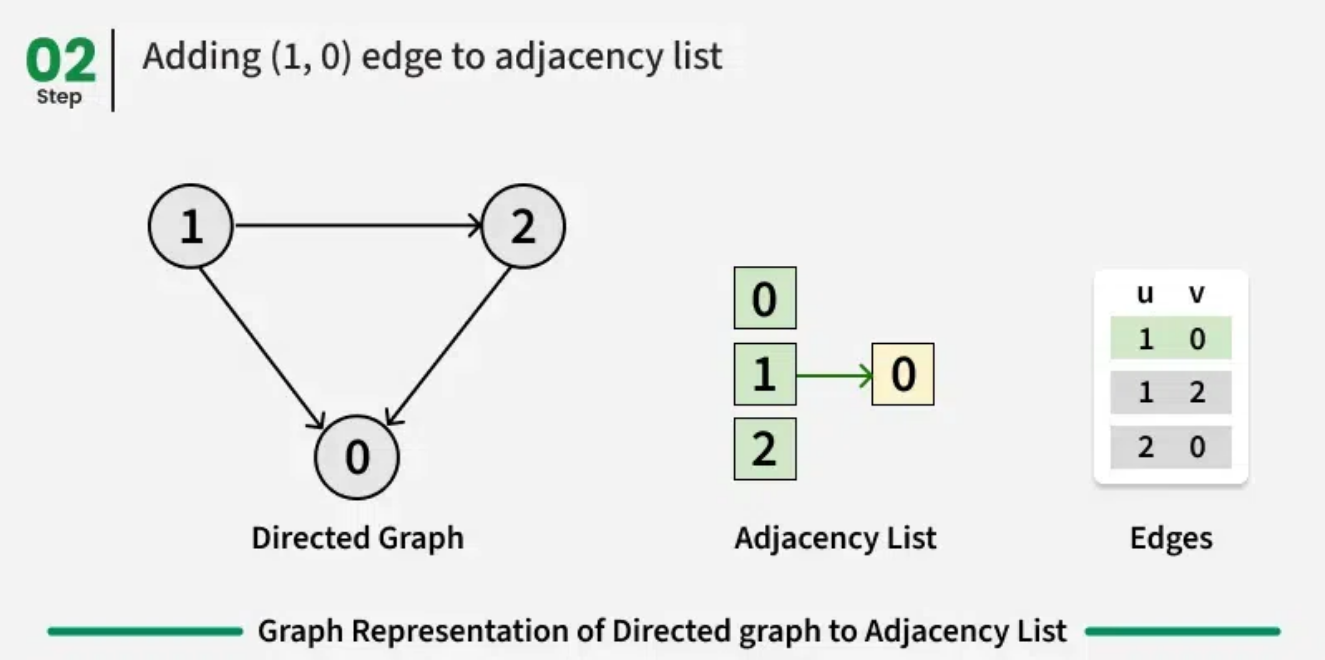 02
Step
Adding (1, 0) edge to adjacency list
1
2
0
Directed Graph
0
1 0
2
Adjacency List
u v
1 0
1 2
2 0
Edges
Graph Representation of Directed graph to Adjacency List